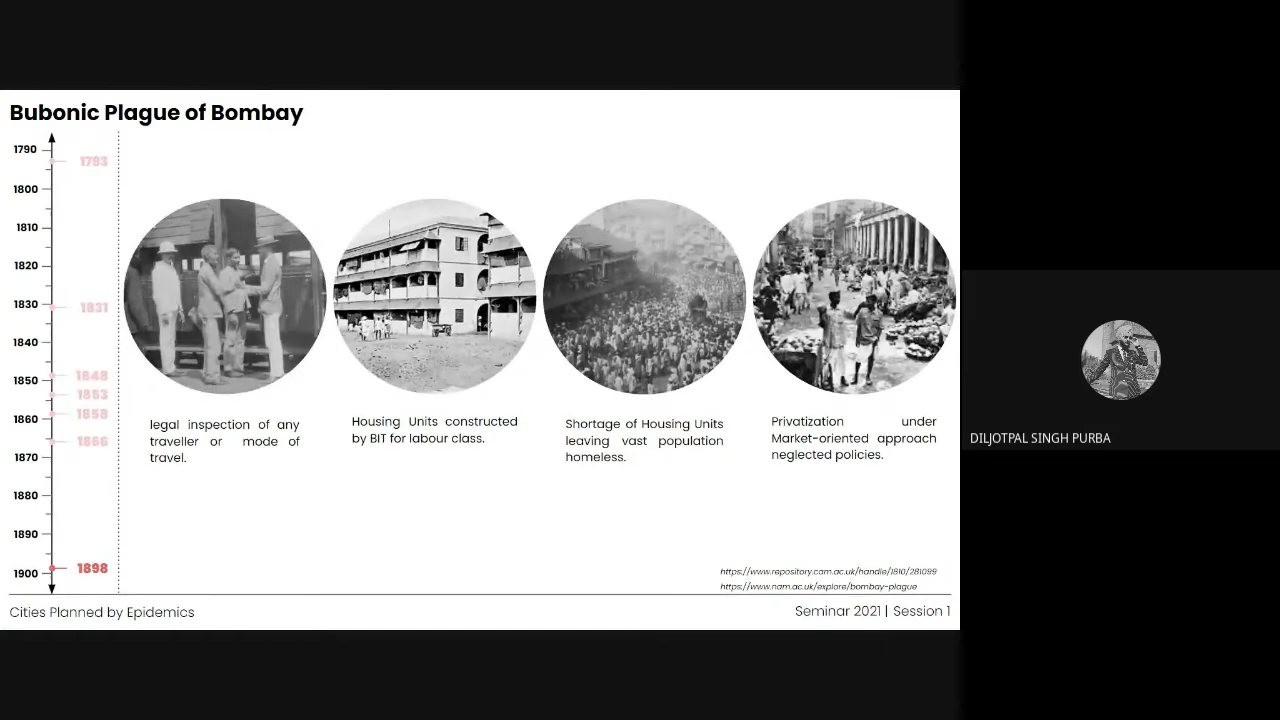 Bubonic Plague of Bombay
1790
1793
1800
1810
1820
1830
1831
1840
1848
1850
1853
1858
1860
1866
1870
1880
1890
1898
1900
legal inspection of any
traveller or mode of
travel.
Housing Units constructed
by BIT for labour class.
Shortage of Housing Units
leaving vast population
homeless.
Privatization under
Market-oriented approach
neglected policies.
https://www.repository.cam.ac.uk/handle/1810/281099
https://www.nam.ac.uk/explore/bombay-plague
Cities Planned by Epidemics
Seminar 2021 | Session 1
DILJOTPAL SINGH PURBA